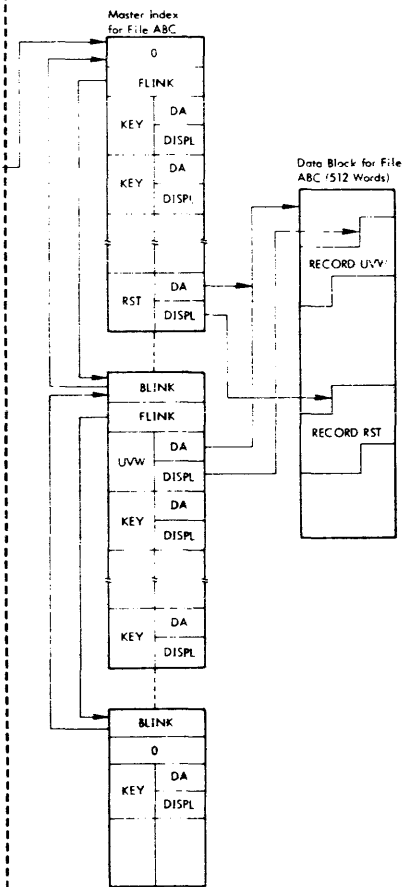 Master index
for File ABC
0
FLINK
KEY
DA
DISPL
KEY
DA
DISPL
RST
DA
DISPL
Data Block for File
ABC (512 Words)
RECORD UVW
RECORD RST
BLINK
FLINK
UVW
DA
DISPL
KEY
DA
DISPL
KEY
DA
DISPL
BLINK
0
KEY
DA
DISPL